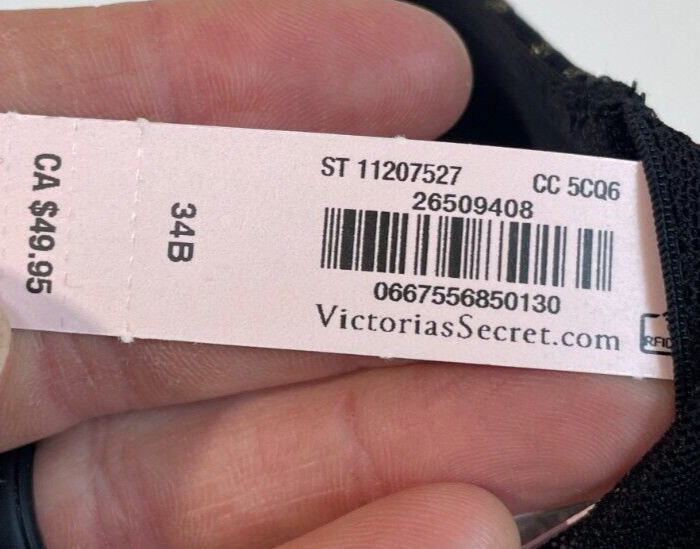 CA $49.95
34B
ST 11207527 CC 5CQ6
26509408
0667556850130
VictoriasSecret.com
RFID